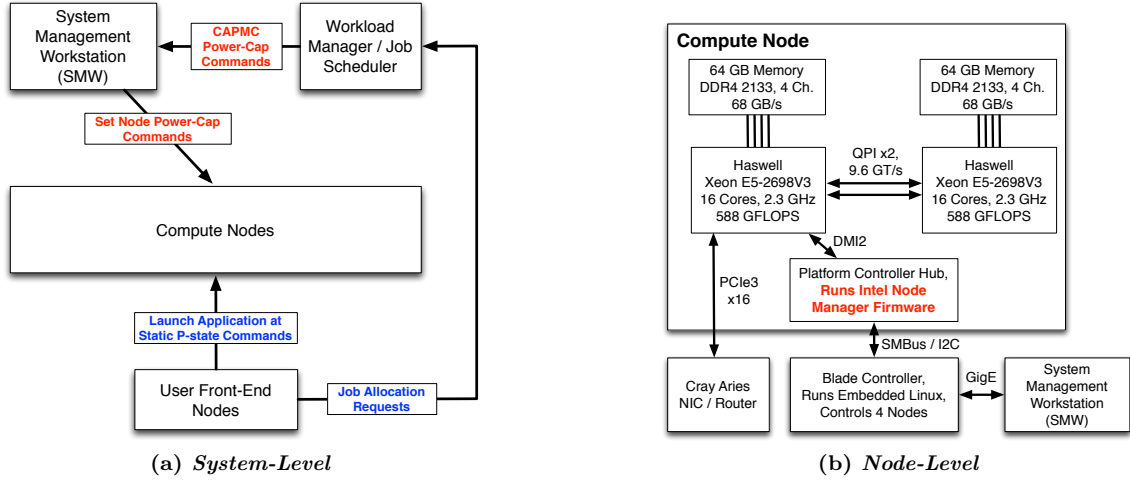 System
Management
Workstation
(SMW)
CAPMC
Power-Cap
Commands
Workload
Manager / Job
Scheduler
Set Node Power-Cap
Commands
Compute Nodes
Launch Application at
Static P-state Commands
User Front-End
Nodes
Job Allocation
Requests
(a) System-Level
Compute Node
64 GB Memory
DDR4 2133, 4 Ch.
68 GB/s
64 GB Memory
DDR4 2133, 4 Ch.
68 GB/s
Haswell
Xeon E5-2698V3
16 Cores, 2.3 GHz
588 GFLOPS
QPI x2,
9.6 GT/s
Haswell
Xeon E5-2698V3
16 Cores, 2.3 GHz
588 GFLOPS
DMI2
PCIe3
x16
Platform Controller Hub,
Runs Intel Node
Manager Firmware
SMBus / I2C
Cray Aries
NIC / Router
Blade Controller,
Runs Embedded Linux,
Controls 4 Nodes
GigE
System
Management
Workstation
(SMW)
(b) Node-Level